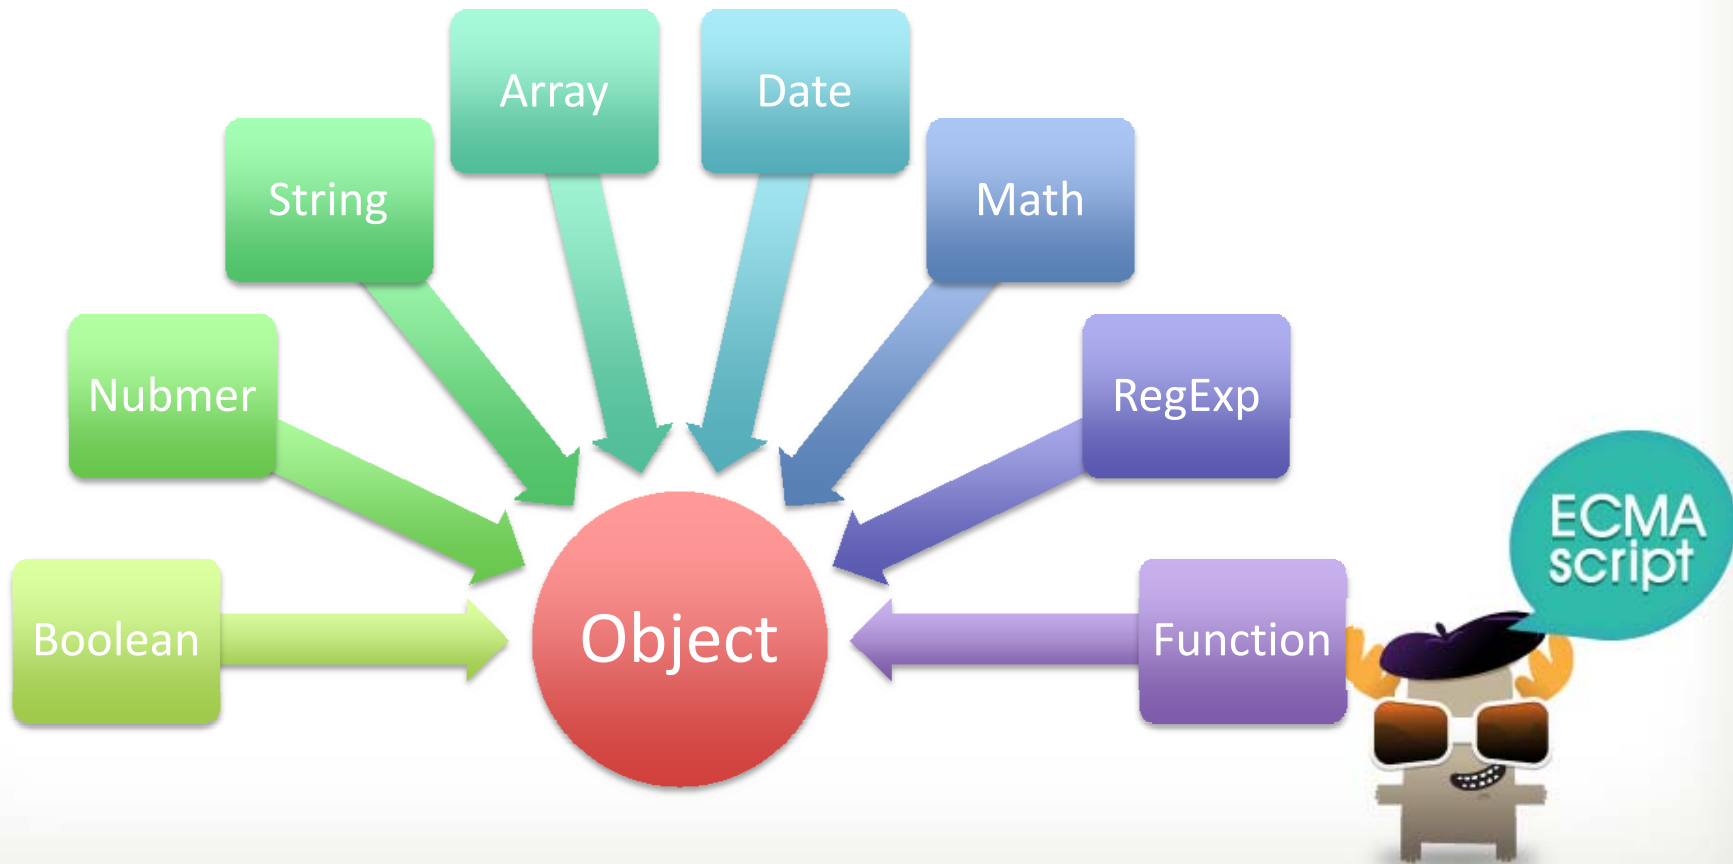 Array
Date
String
Math
Nubmer
RegExp
ECMA
script
Boolean
Object
Function